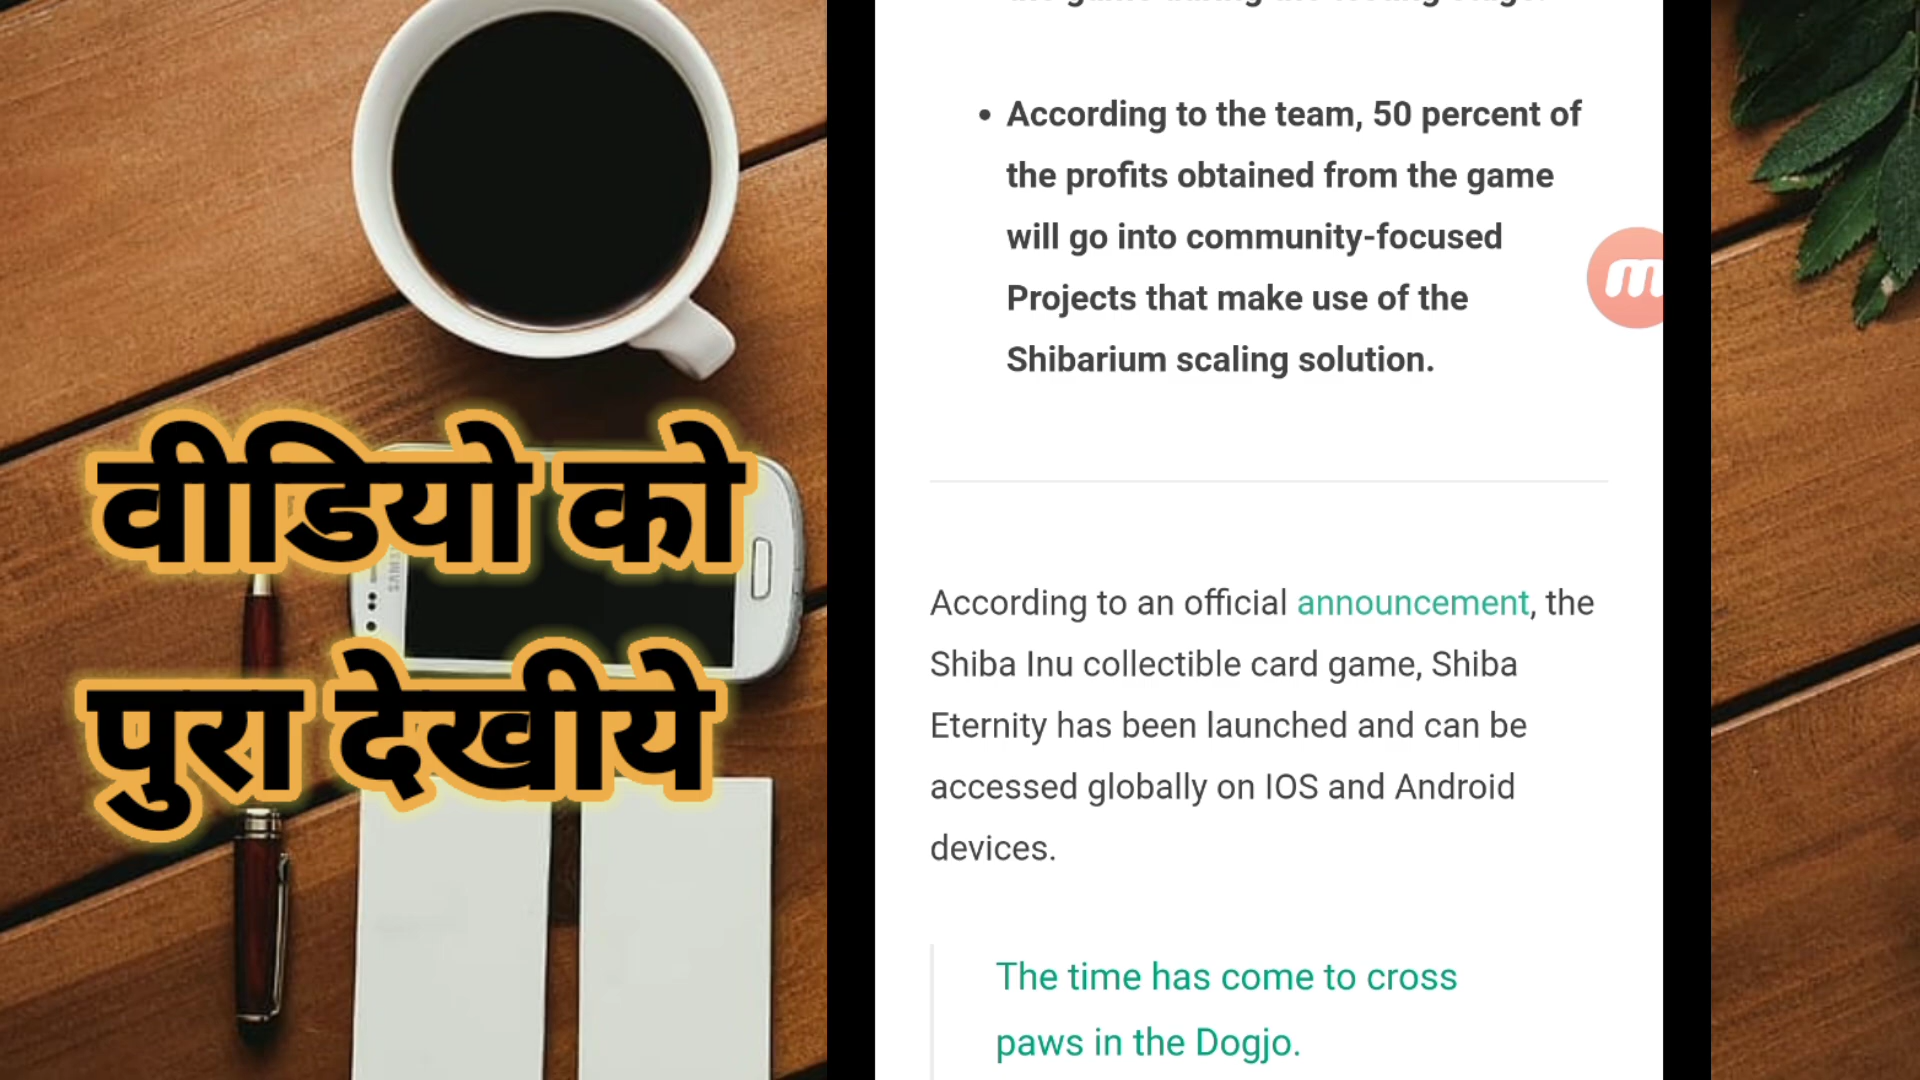 वीडियो को
पुरा देखीये
• According to the team, 50 percent of
the profits obtained from the game
will go into community-focused
Projects that make use of the
Shibarium scaling solution.
According to an official announcement, the
Shiba Inu collectible card game, Shiba
Eternity has been launched and can be
accessed globally on IOS and Android
devices.
The time has come to cross
paws in the Dogjo.